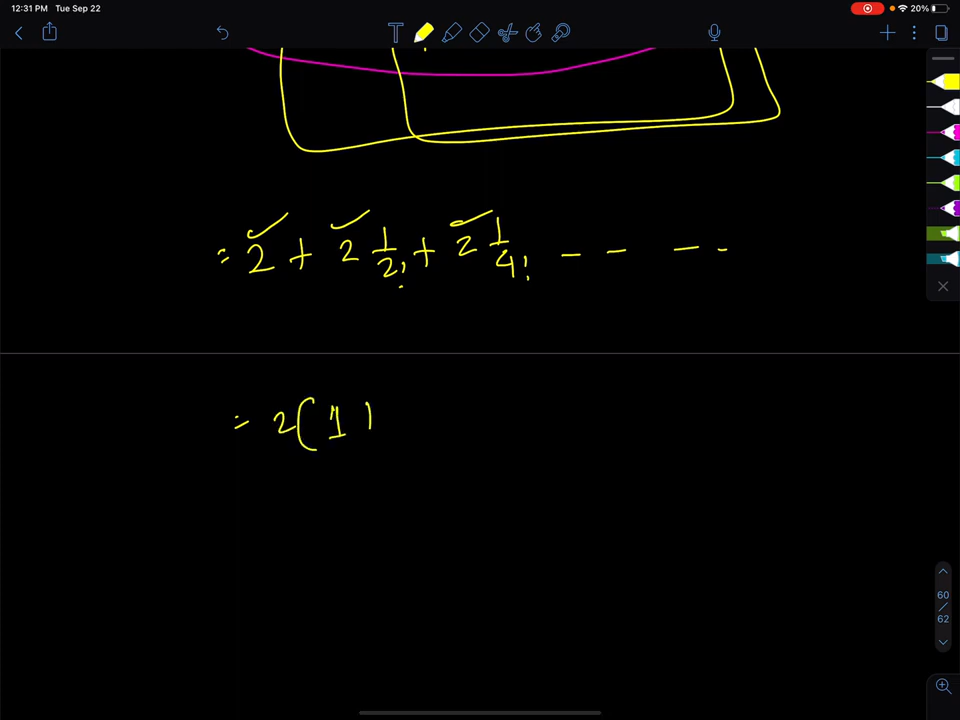 12:31 PM Tue Sep 22
20%
T
= 2 + 2 1/2! + 2 1/4! - - - -
= 2 ( 1 |
60
/
62